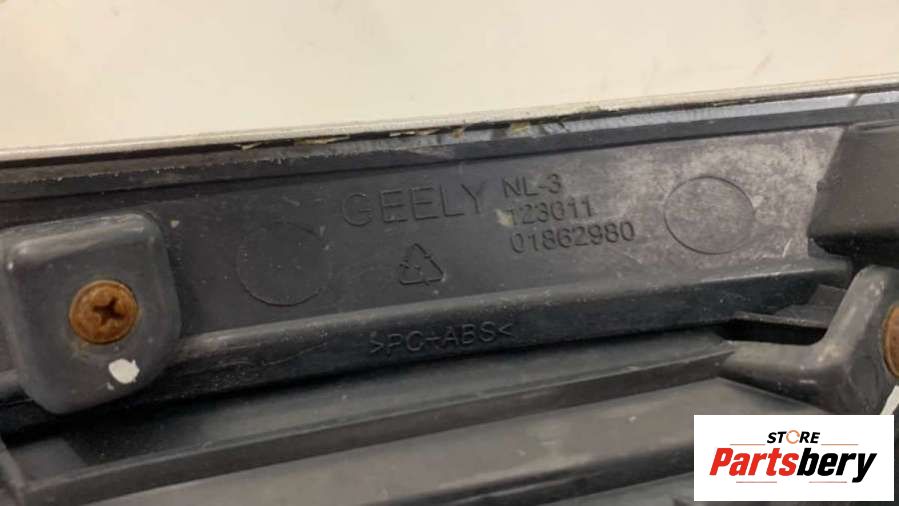 GEELY
NL-3
123011
01862980
>PC-ABS<
STORE
Partsbery